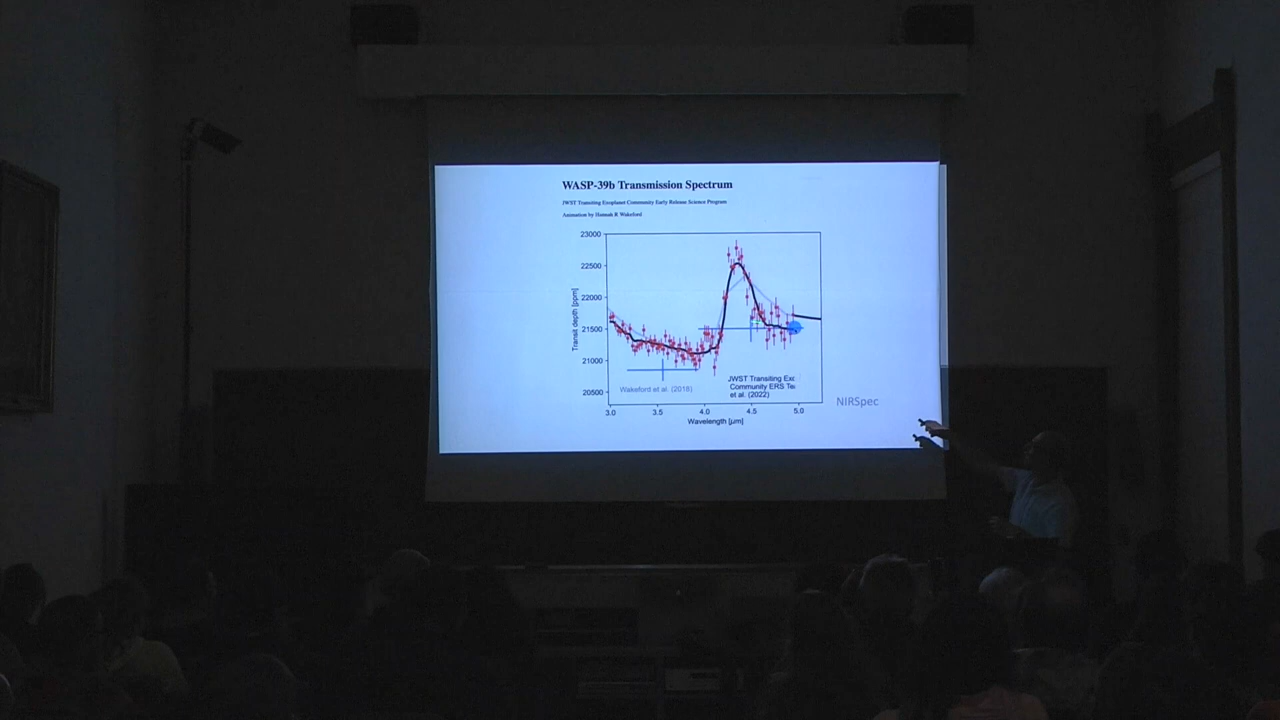 WASP-39b Transmission Spectrum
JWST Transiting Exoplanet Community Early Release Science Program
Animation by Hannah R Wakeford
23000
22500
22000
21500
21000
20500
Transit depth [ppm]
Wakeford et al. (2018)
JWST Transiting Exc
Community ERS Te
et al. (2022)
NIRSpec
3.0 3.5 4.0 4.5 5.0
Wavelength [μm]